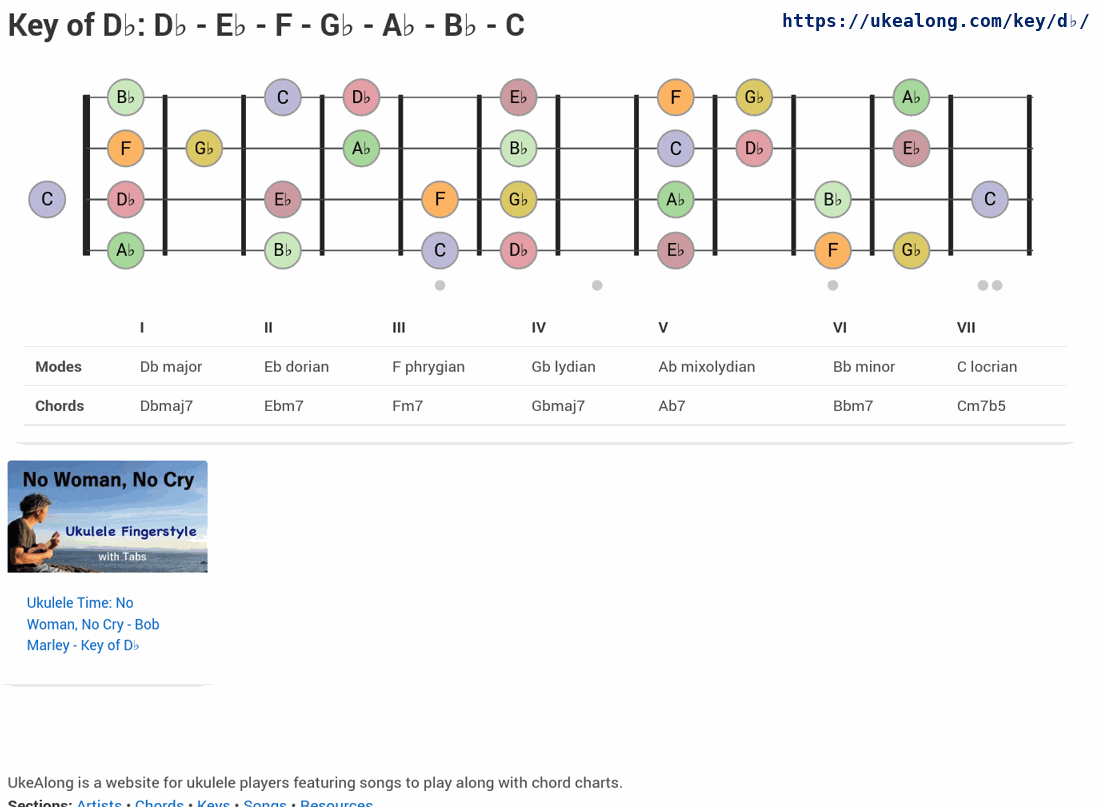 Key of D♭: D♭ - E♭ - F - G♭ - A♭ - B♭ - C
https://ukealong.com/key/d♭/
B♭ C D♭ E♭ F G♭ A♭
F G♭ A♭ B♭ C D♭ E♭
C D♭ E♭ F G♭ A♭ B♭ C
A♭ B♭ C D♭ E♭ F G♭
I II III IV V VI VII
Modes Db major Eb dorian F phrygian Gb lydian Ab mixolydian Bb minor C locrian
Chords Dbmaj7 Ebm7 Fm7 Gbmaj7 Ab7 Bbm7 Cm7b5
No Woman, No Cry
Ukulele Fingerstyle
with Tabs
Ukulele Time: No
Woman, No Cry - Bob
Marley - Key of D♭
UkeAlong is a website for ukulele players featuring songs to play along with chord charts.
Sections: Artists • Chords • Keys • Songs • Resources